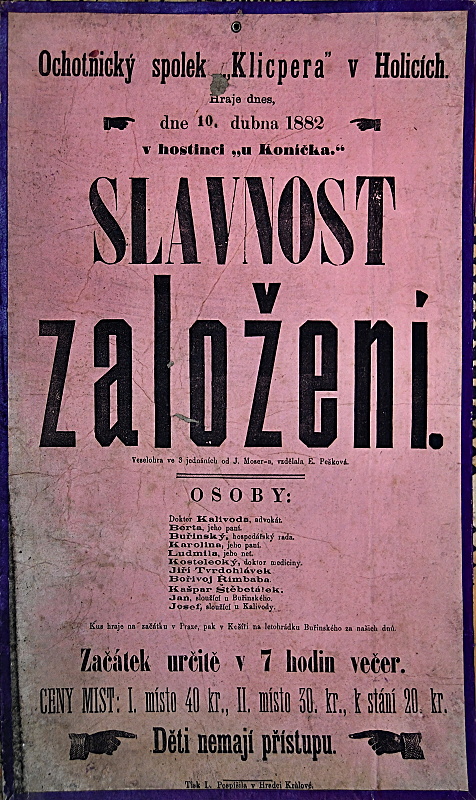 Ochotnický spolek „Klicpera" v Holicích.
Hraje dnes,
dne 10. dubna 1882
v hostinci „u Koníčka.“
SLAVNOST
založení.
Veselohra ve 3 jednáních od J. Moser-a, vzdělala E. Pešková.
OSOBY:
Doktor Kalivoda, advokát.
Berta, jeho paní.
Buřinský, hospodářský rada.
Karolina, jeho paní.
Ludmila, jeho neť.
Kostelecký, doktor mediciny.
Jiří Tvrdohlávek.
Bořivoj Rimbaba.
Kašpar Štěbetálek.
Jan, sloužící u Buřinského.
Josef, sloužící u Kalivody.
Kus hraje na začátku v Praze, pak v Košíři na letohrádku Buřinského za našich dnů.
Začátek určitě v 7 hodin večer.
CENY MIST: I. místo 40 kr., II. místo 30. kr., k stání 20. kr.
Děti nemají přístupu.
Tisk L. Pospíšila v Hradci Králové.